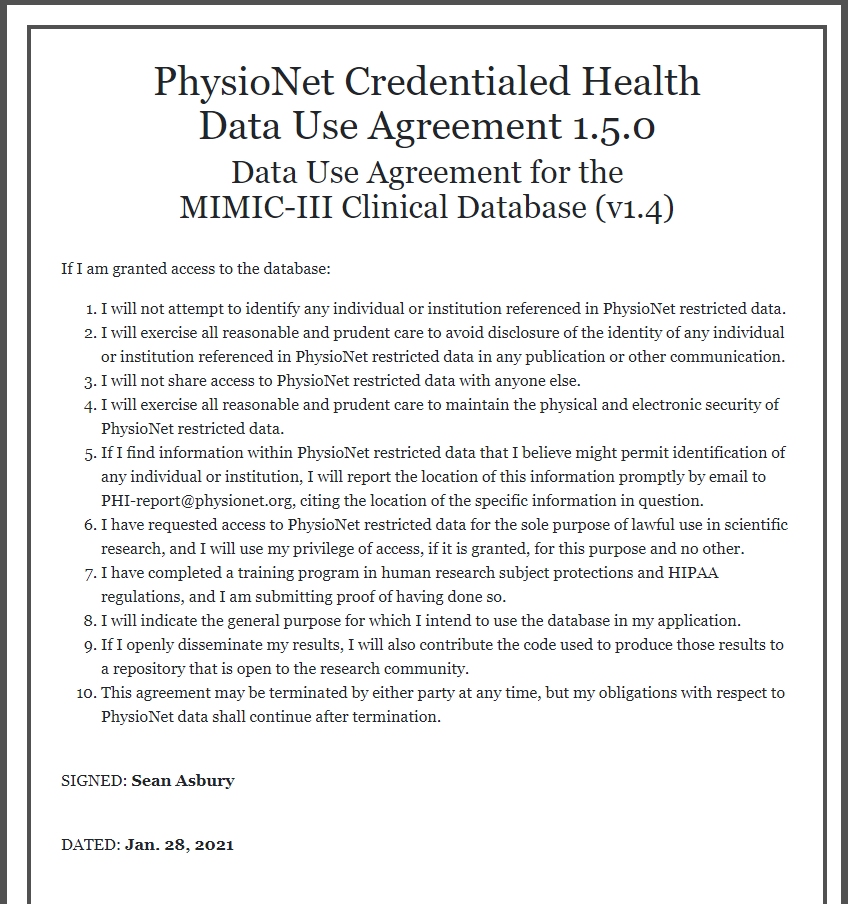 PhysioNet Credentialed Health
Data Use Agreement 1.5.0
Data Use Agreement for the
MIMIC-III Clinical Database (v1.4)
If I am granted access to the database:
1. I will not attempt to identify any individual or institution referenced in PhysioNet restricted data.
2. I will exercise all reasonable and prudent care to avoid disclosure of the identity of any individual
or institution referenced in PhysioNet restricted data in any publication or other communication.
3. I will not share access to PhysioNet restricted data with anyone else.
4. I will exercise all reasonable and prudent care to maintain the physical and electronic security of
PhysioNet restricted data.
5. If I find information within PhysioNet restricted data that I believe might permit identification of
any individual or institution, I will report the location of this information promptly by email to
PHI-report@physionet.org, citing the location of the specific information in question.
6. I have requested access to PhysioNet restricted data for the sole purpose of lawful use in scientific
research, and I will use my privilege of access, if it is granted, for this purpose and no other.
7. I have completed a training program in human research subject protections and HIPAA
regulations, and I am submitting proof of having done so.
8. I will indicate the general purpose for which I intend to use the database in my application.
9. If I openly disseminate my results, I will also contribute the code used to produce those results to
a repository that is open to the research community.
10. This agreement may be terminated by either party at any time, but my obligations with respect to
PhysioNet data shall continue after termination.
SIGNED: Sean Asbury
DATED: Jan. 28, 2021